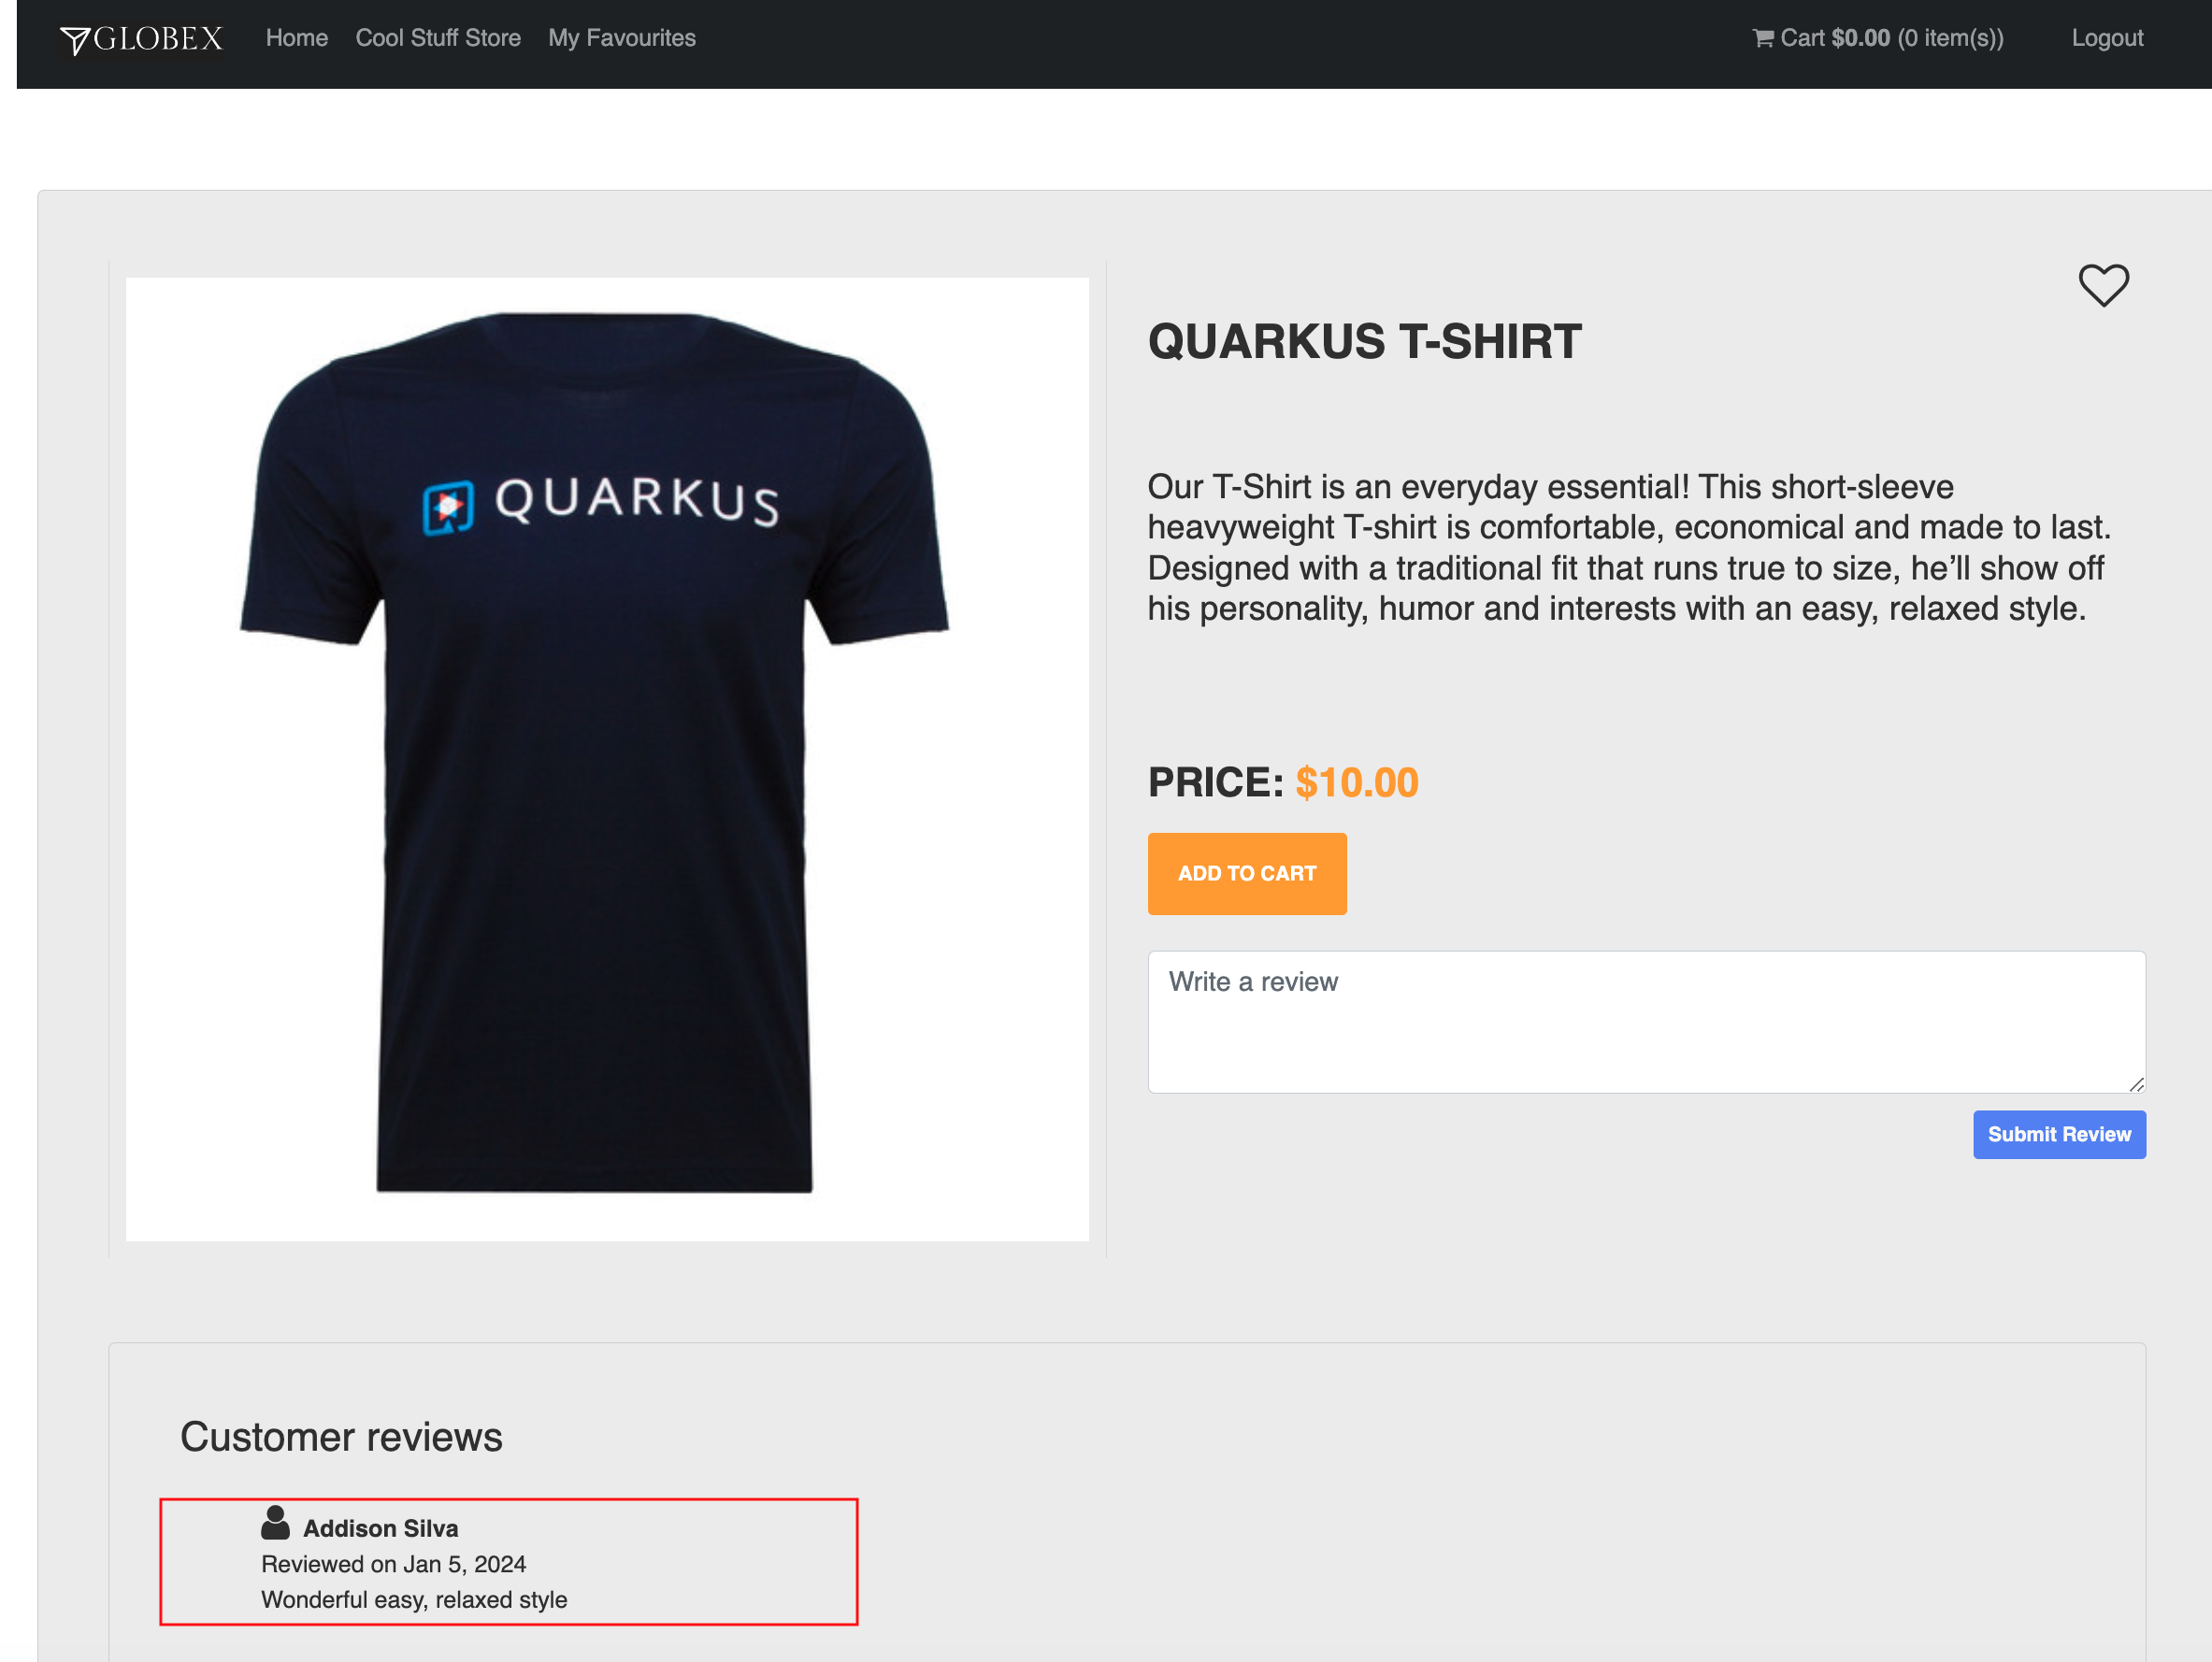 GLOBEX Home Cool Stuff Store My Favourites Cart $0.00 (0 item(s)) Logout
QUARKUS
QUARKUS T-SHIRT
Our T-Shirt is an everyday essential! This short-sleeve
heavyweight T-shirt is comfortable, economical and made to last.
Designed with a traditional fit that runs true to size, he’ll show off
his personality, humor and interests with an easy, relaxed style.
PRICE: $10.00
ADD TO CART
Write a review
Submit Review
Customer reviews
Addison Silva
Reviewed on Jan 5, 2024
Wonderful easy, relaxed style